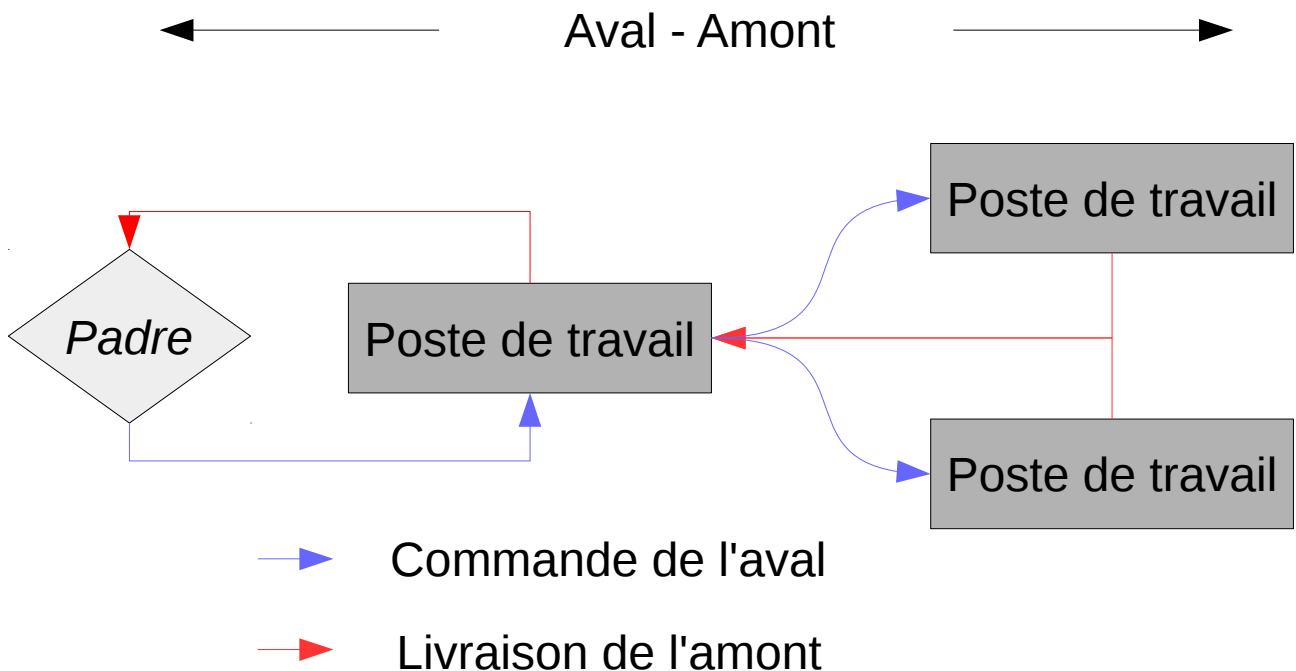 Aval - Amont
Poste de travail
Padre
Poste de travail
Poste de travail
Commande de l'aval
Livraison de l'amont